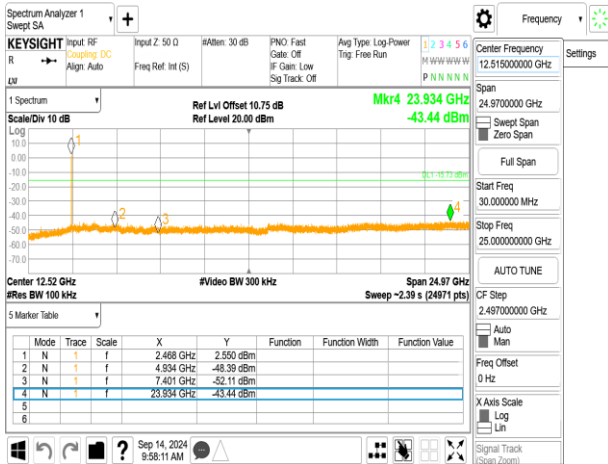 Spectrum Analyzer 1
Swept SA
+
Frequency
KEYSIGHT Input: RF Input Z: 50 Ω #Atten: 30 dB PNO: Fast Avg Type: Log-Power 1 2 3 4 5 6
R Coupling: DC Gate: Off Trig: Free Run
Align: Auto Freq Ref: Int (S) IF Gain: Low M W W W W W
Sig Track: Off P N N N N N
LXI
Settings
1 Spectrum
Ref Lvl Offset 10.75 dB Mkr4 23.934 GHz
Scale/Div 10 dB Ref Level 20.00 dBm -43.44 dBm
Log
10.0
0.00
-10.0
-20.0
-30.0
-40.0
-50.0
-60.0
-70.0
1
2
3
4
Center 12.52 GHz #Video BW 300 kHz Span 24.97 GHz
#Res BW 100 kHz Sweep ~2.39 s (24971 pts)
5 Marker Table
Mode Trace Scale X Y Function Function Width Function Value
1 N 1 f 2.468 GHz 2.550 dBm
2 N 1 f 4.934 GHz -48.39 dBm
3 N 1 f 7.401 GHz -52.11 dBm
4 N 1 f 23.934 GHz -43.44 dBm
5
6
?
Sep 14, 2024
9:58:11 AM
Center Frequency
12.515000000 GHz
Span
24.9700000 GHz
Swept Span
Zero Span
Full Span
Start Freq
30.000000 MHz
Stop Freq
25.000000000 GHz
AUTO TUNE
CF Step
2.497000000 GHz
Auto
Man
Freq Offset
0 Hz
X Axis Scale
Log
Lin
Signal Track
(Span Zoom)